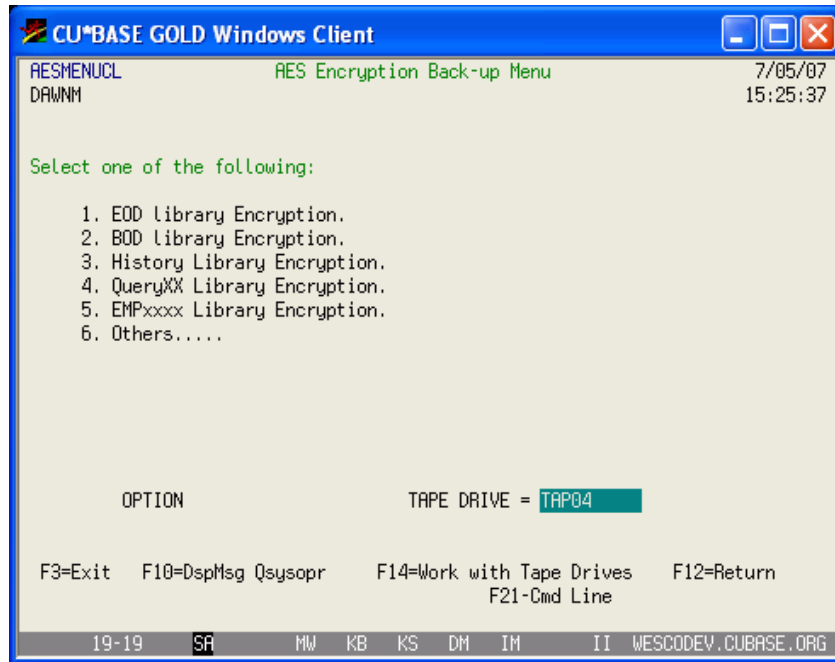 CU*BASE GOLD Windows Client
AESMENUCL AES Encryption Back-up Menu 7/05/07
DAWNM 15:25:37
Select one of the following:
1. EOD library Encryption.
2. BOD library Encryption.
3. History Library Encryption.
4. QueryXX Library Encryption.
5. EMPxxxx Library Encryption.
6. Others.....
OPTION TAPE DRIVE = TAP04
F3=Exit F10=DspMsg Qsysopr F14=Work with Tape Drives F12=Return
F21-Cmd Line
19-19 SA MW KB KS DM IM II WESCODEV.CUBASE.ORG